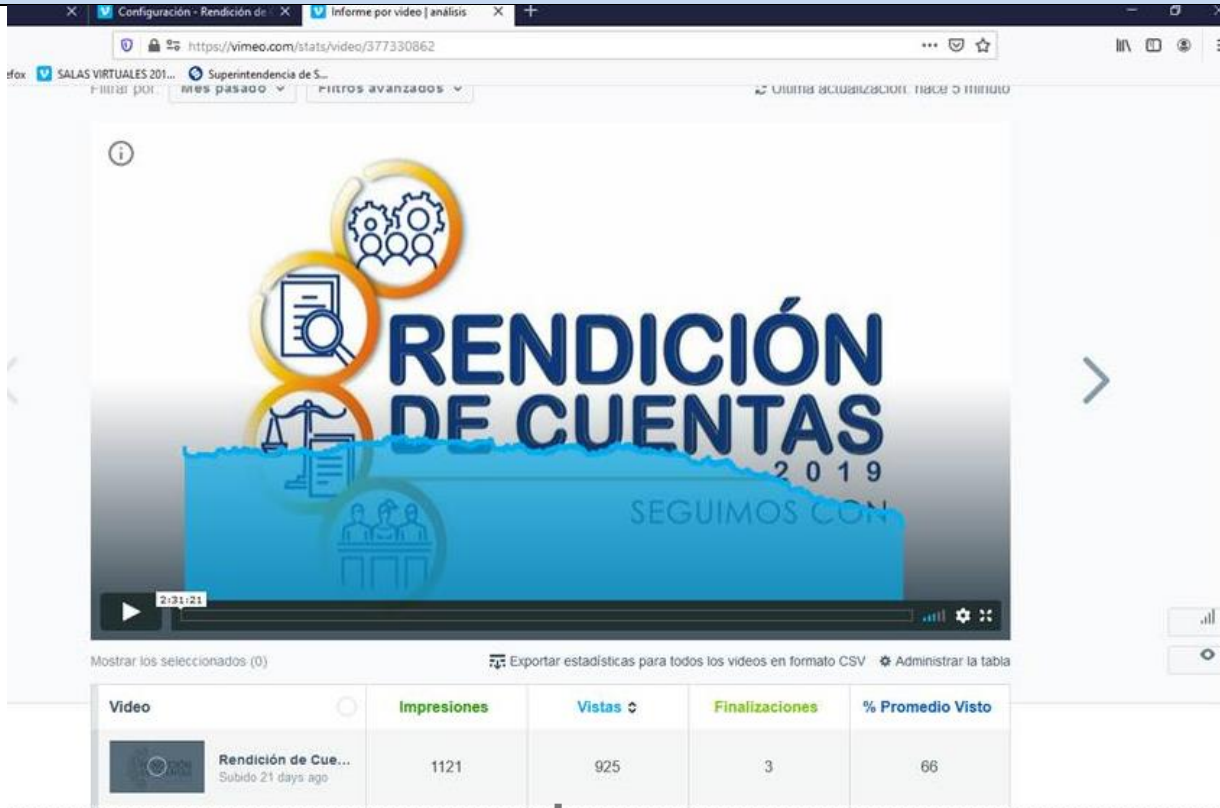 Configuración - Rendición de
Informe por video | análisis
https://vimeo.com/stats/video/377330862
efox SALAS VIRTUALES 201... Superintendencia de S...
Filtrar por: Mes pasado Filtros avanzados Última actualización: hace 5 minuto
RENDICIÓN
DE CUENTAS
2019
SEGUIMOS CON
2:31:21
Mostrar los seleccionados (0) Exportar estadísticas para todos los videos en formato CSV Administrar la tabla
Video Impresiones Vistas Finalizaciones % Promedio Visto
Rendición de Cue... 1121 925 3 66
Subido 21 days ago